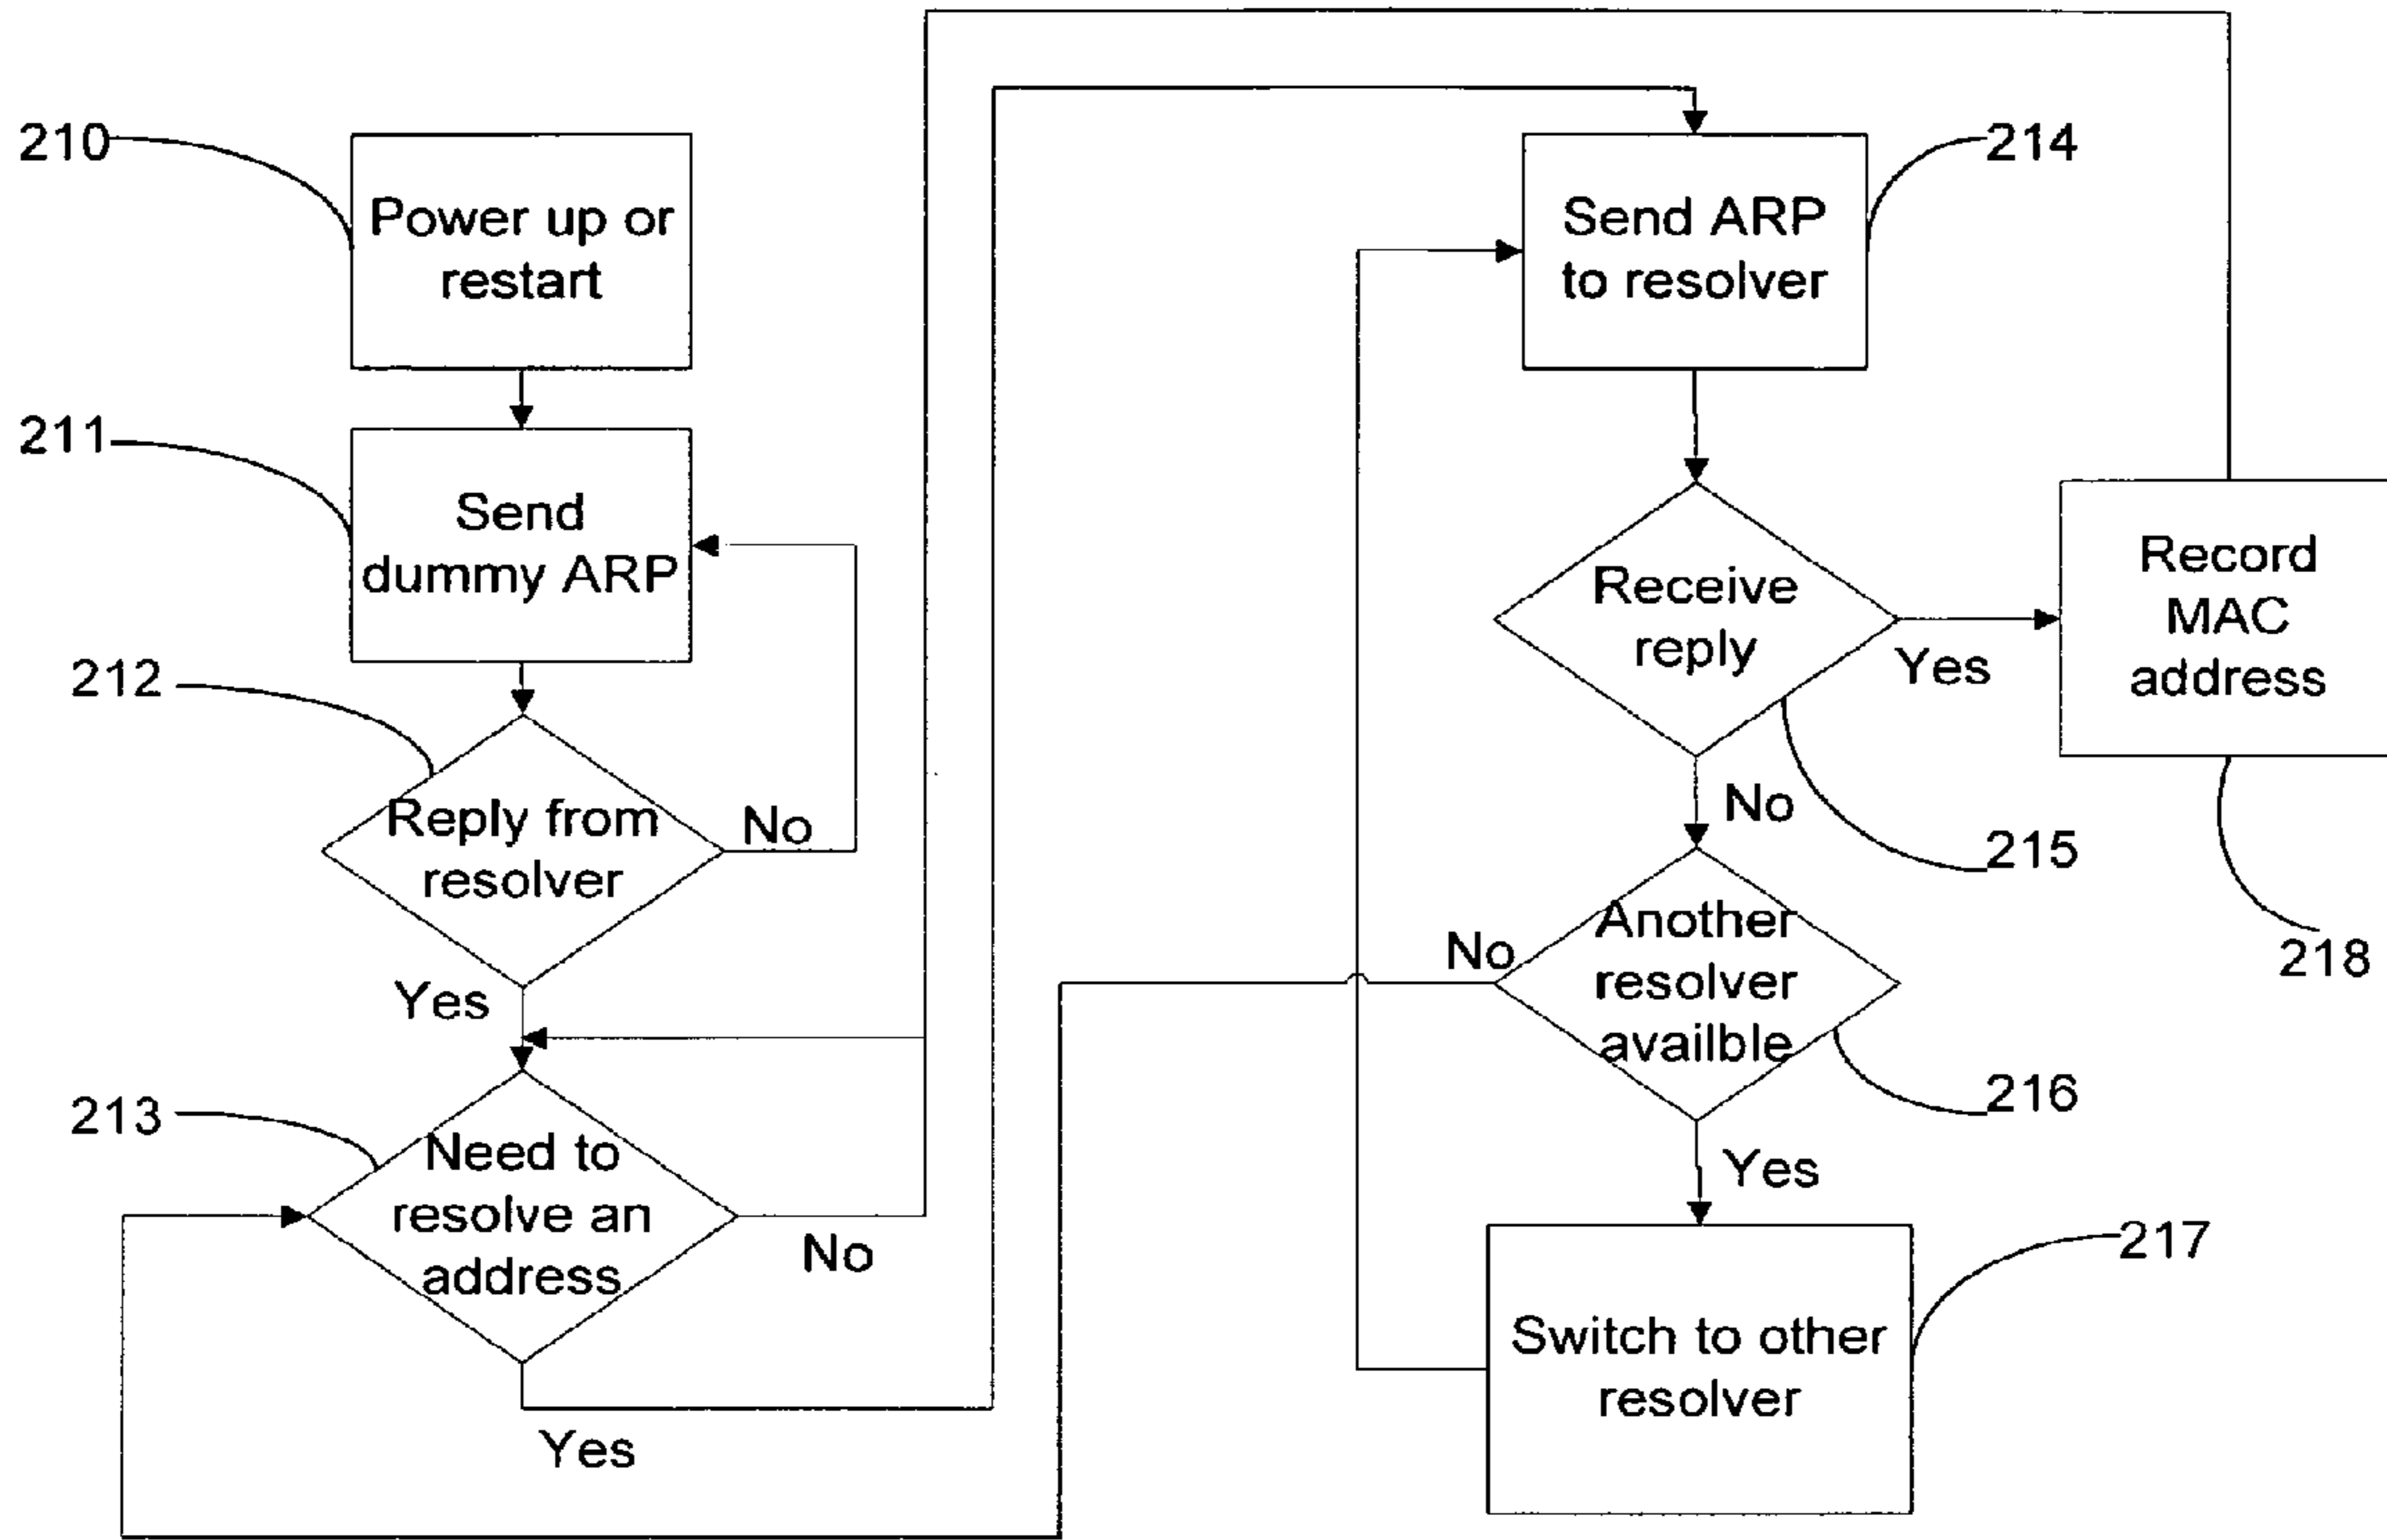 210
Power up or
restart
211
Send
dummy ARP
212
Reply from
resolver
No
Yes
213
Need to
resolve an
address
No
Yes
214
Send ARP
to resolver
Receive
reply
Yes
No
215
Record
MAC
address
218
Another
resolver
availble
No
216
Yes
Switch to other
resolver
217